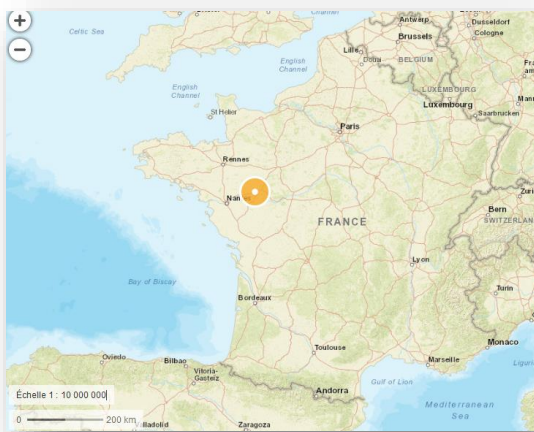 +
−
Celtic Sea
Antwerp
Dusseldorf
Brussels
Cologne
Lille
BELGIUM
English
Channel
Douai
English
Channel
LUXEMBOURG
Luxembourg
St Helier
Saarbrucken
Paris
Rennes
FRANCE
Bern
Lyon
Bay of Biscay
Turin
Bordeaux
Toulouse
Monaco
Oviedo
Bilbao
Marseille
Vitoria-
Gasteiz
Andorra
Gulf of Lion
Échelle 1 : 10 000 000
Mediterranean
Sea
0 200 km
Zaragoza